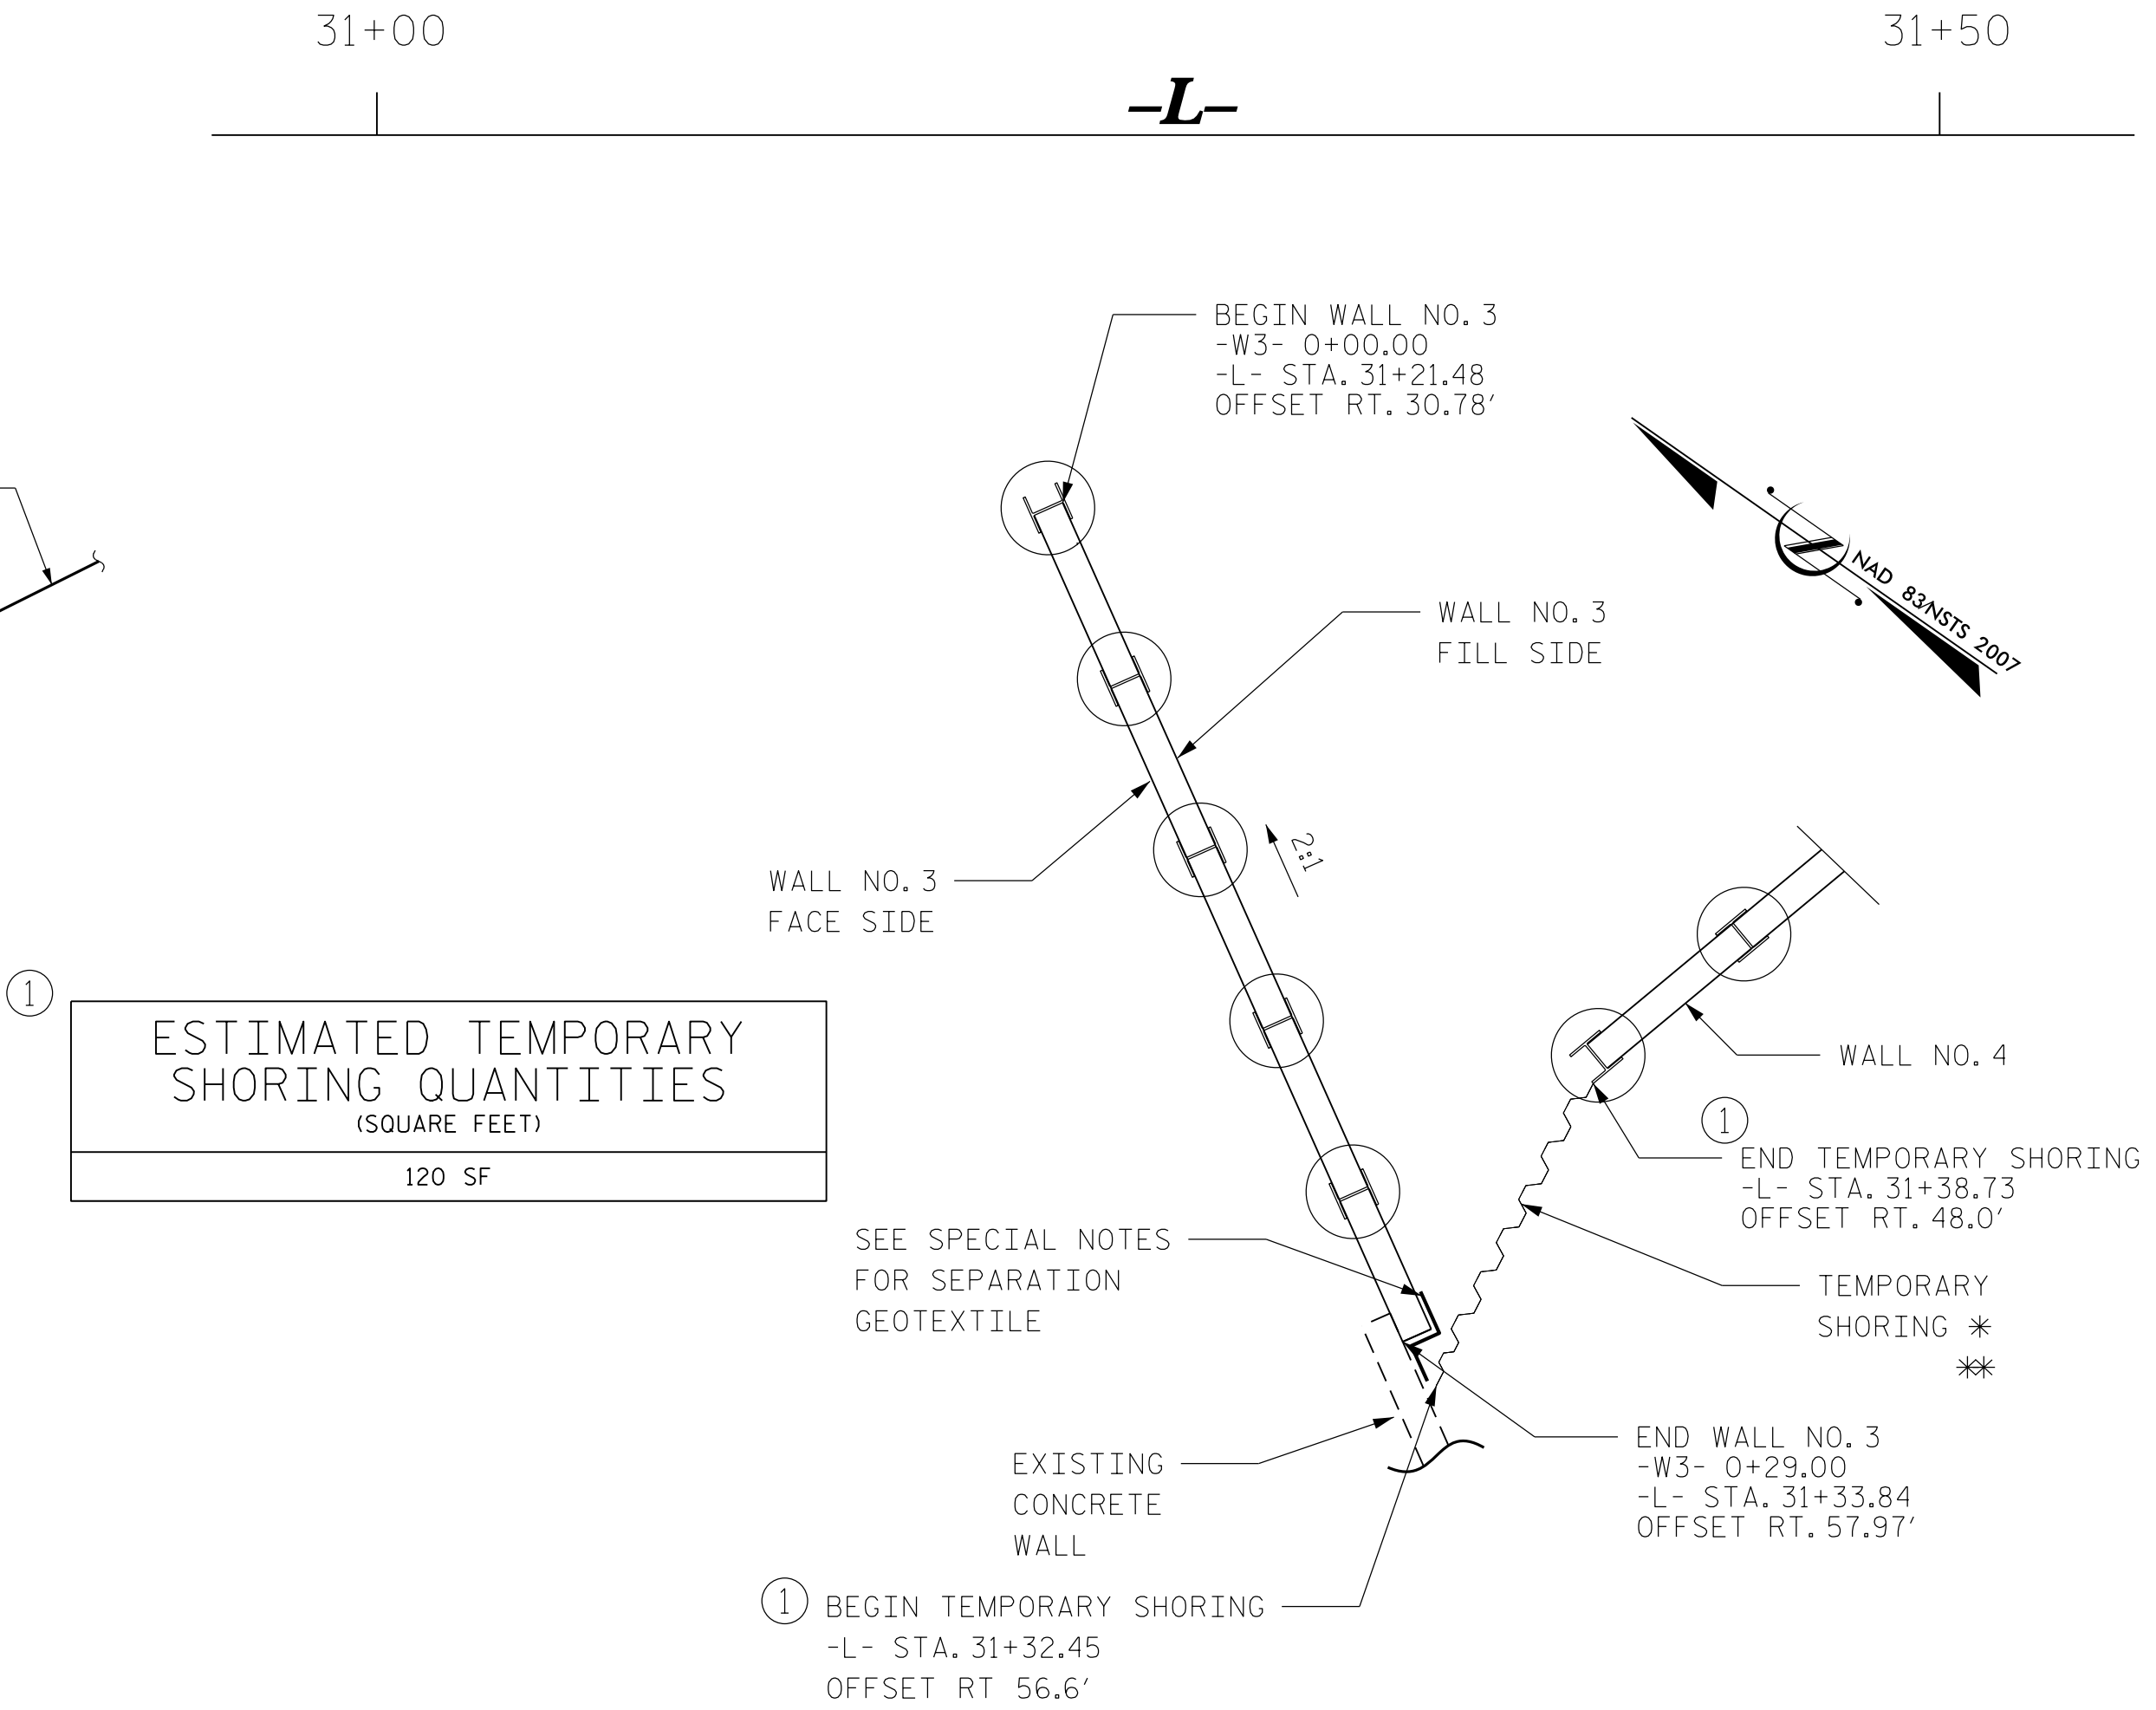 31+00
31+50
-L-
BEGIN WALL NO. 3
-W3- 0+00.00
-L- STA. 31+21.48
OFFSET RT. 30.78'
NAD 83/NSTS 2007
WALL NO. 3
FILL SIDE
2:1
WALL NO. 3
FACE SIDE
1
ESTIMATED TEMPORARY
SHORING QUANTITIES
(SQUARE FEET)
120 SF
WALL NO. 4
1
END TEMPORARY SHORING
-L- STA. 31+38.73
OFFSET RT. 48.0'
SEE SPECIAL NOTES
FOR SEPARATION
GEOTEXTILE
TEMPORARY
SHORING *
**
EXISTING
CONCRETE
WALL
END WALL NO. 3
-W3- 0+29.00
-L- STA. 31+33.84
OFFSET RT. 57.97'
1
BEGIN TEMPORARY SHORING
-L- STA. 31+32.45
OFFSET RT 56.6'